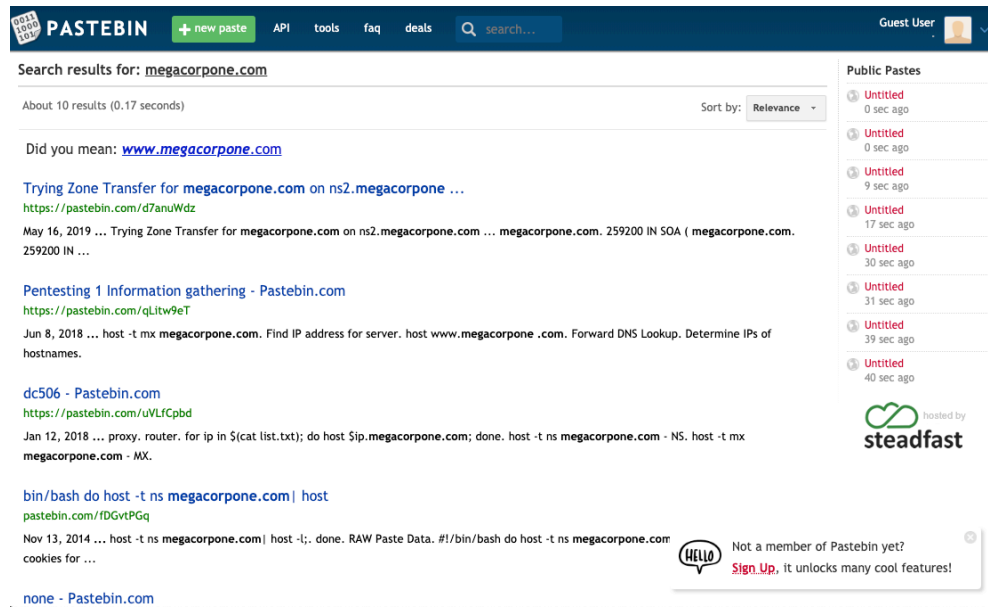 0011
1000
101
PASTEBIN
+ new paste
API
tools
faq
deals
search...
Guest User
Search results for: megacorpone.com
About 10 results (0.17 seconds)
Sort by: Relevance
Did you mean: www.megacorpone.com
Trying Zone Transfer for megacorpone.com on ns2.megacorpone ...
https://pastebin.com/d7anuWdz
May 16, 2019 ... Trying Zone Transfer for megacorpone.com on ns2.megacorpone.com ... megacorpone.com. 259200 IN SOA ( megacorpone.com.
259200 IN ...
Pentesting 1 Information gathering - Pastebin.com
https://pastebin.com/qLitw9eT
Jun 8, 2018 ... host -t mx megacorpone.com. Find IP address for server. host www.megacorpone .com. Forward DNS Lookup. Determine IPs of
hostnames.
dc506 - Pastebin.com
https://pastebin.com/uVLfCpbd
Jan 12, 2018 ... proxy. router. for ip in $(cat list.txt); do host $ip.megacorpone.com; done. host -t ns megacorpone.com - NS. host -t mx
megacorpone.com - MX.
bin/bash do host -t ns megacorpone.com| host
pastebin.com/fDGvtPGq
Nov 13, 2014 ... host -t ns megacorpone.com| host -l;. done. RAW Paste Data. #!/bin/bash do host -t ns megacorpone.com
cookies for ...
none - Pastebin.com
Public Pastes
Untitled
0 sec ago
Untitled
0 sec ago
Untitled
9 sec ago
Untitled
17 sec ago
Untitled
30 sec ago
Untitled
31 sec ago
Untitled
39 sec ago
Untitled
40 sec ago
hosted by
steadfast
HELLO
Not a member of Pastebin yet?
Sign Up, it unlocks many cool features!